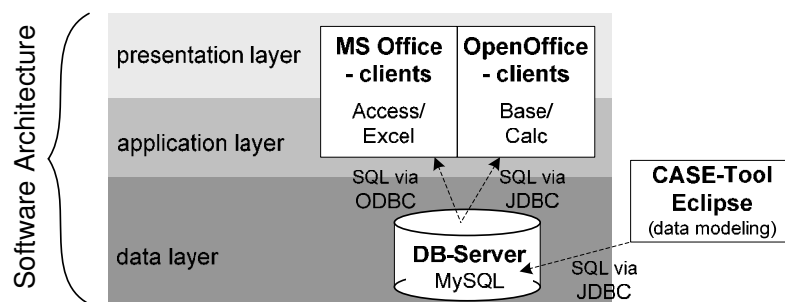 Software Architecture
presentation layer
application layer
data layer
MS Office
- clients
Access/
Excel
OpenOffice
- clients
Base/
Calc
SQL via
ODBC
SQL via
JDBC
DB-Server
MySQL
CASE-Tool
Eclipse
(data modeling)
SQL via
JDBC